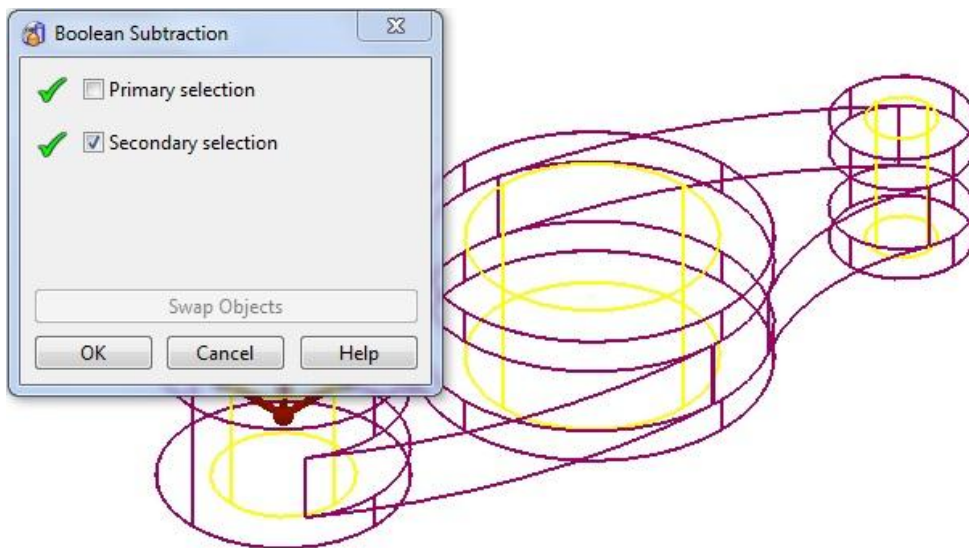 Boolean Subtraction
Primary selection
Secondary selection
Swap Objects
OK Cancel Help